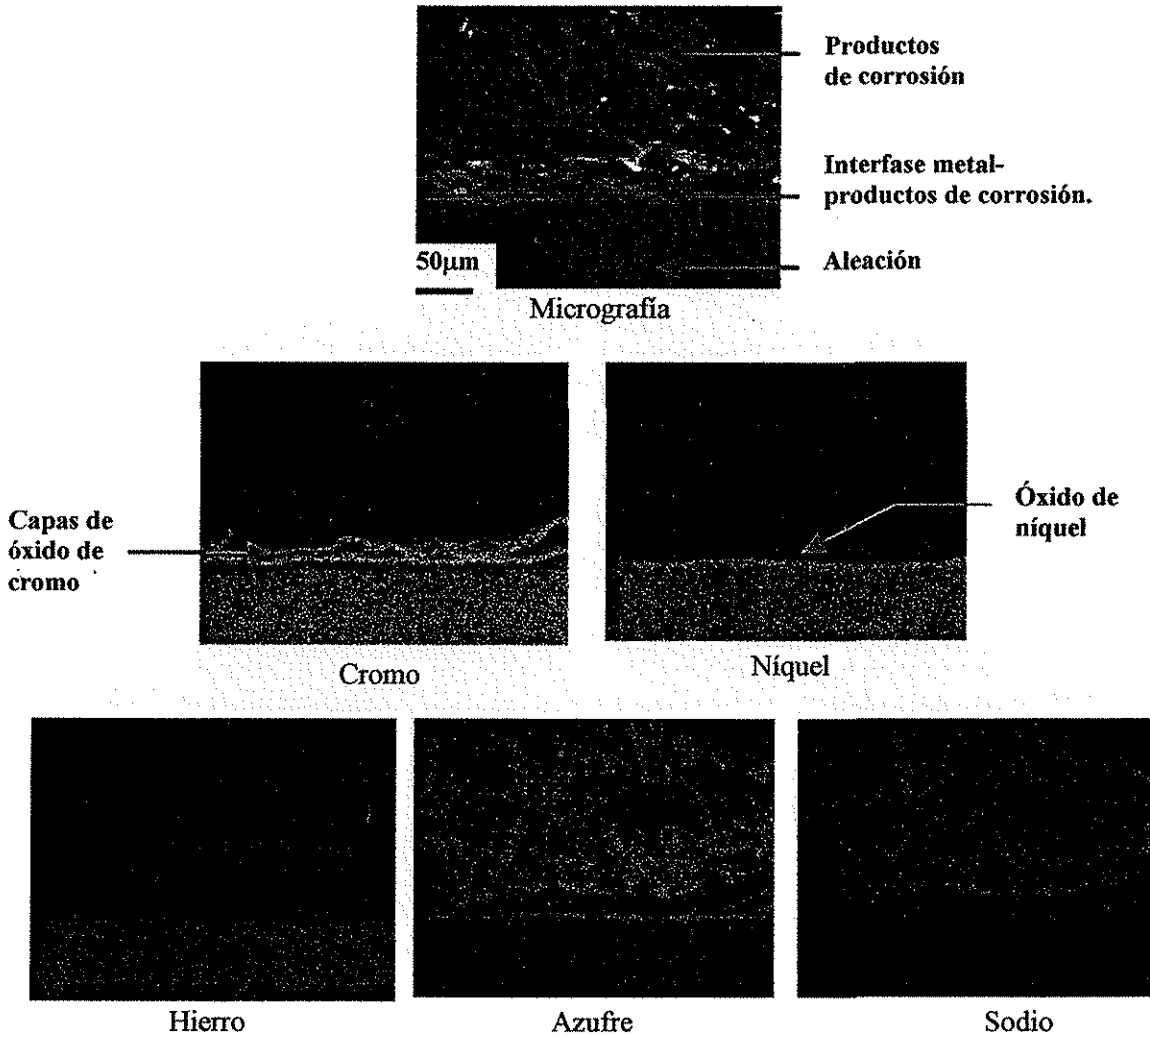 Productos
de corrosión
Interfase metal-
productos de corrosión.
Aleación
50µm
Micrografía
Capas de
óxido de
cromo
Óxido de
níquel
Cromo
Níquel
Hierro
Azufre
Sodio